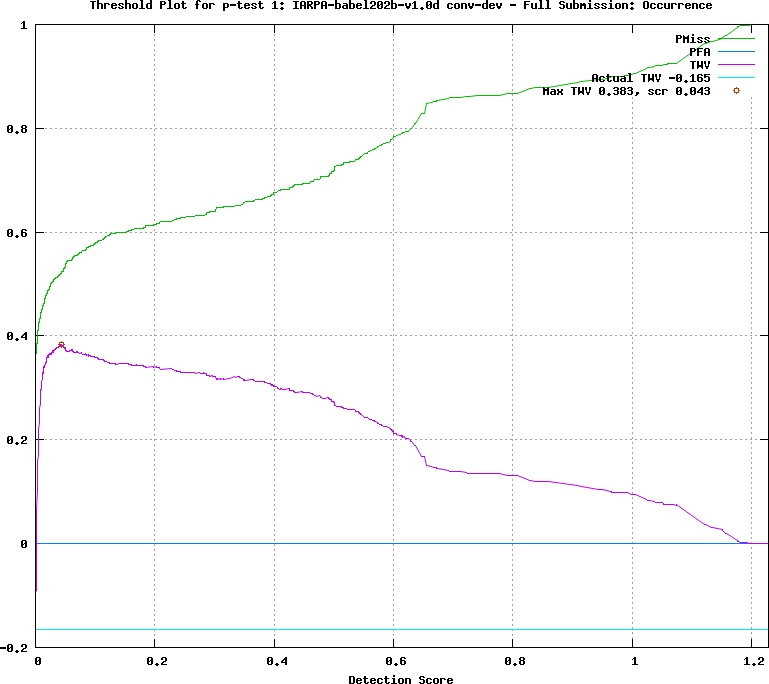 Threshold Plot for p-test 1: IARPA-babel202b-v1.0d conv-dev - Full Submission: Occurrence
1
PMiss
PFA
TWV
Actual TWV -0.165
Max TWV 0.383, scr 0.043
0.8
0.6
0.4
0.2
0
-0.2
0 0.2 0.4 0.6 0.8 1 1.2
Detection Score